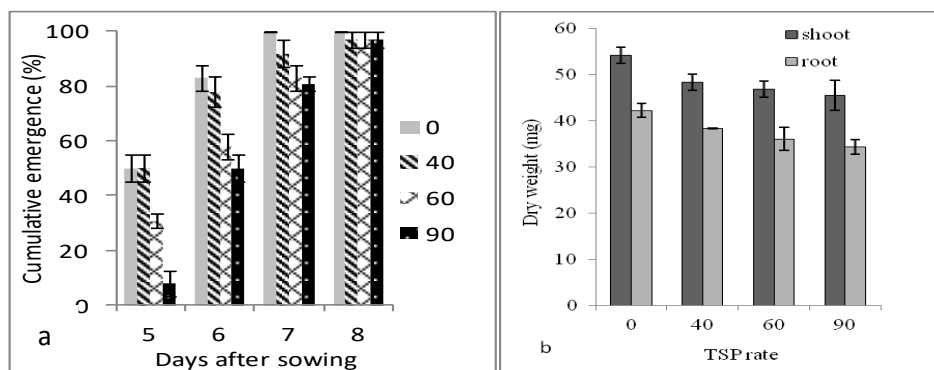 Cumulative emergence (%)
100
80
60
40
20
0
5 6 7 8
Days after sowing
0
40
60
90
a
Dry weight (mg)
60
50
40
30
20
10
0
0 40 60 90
TSP rate
shoot
root
b